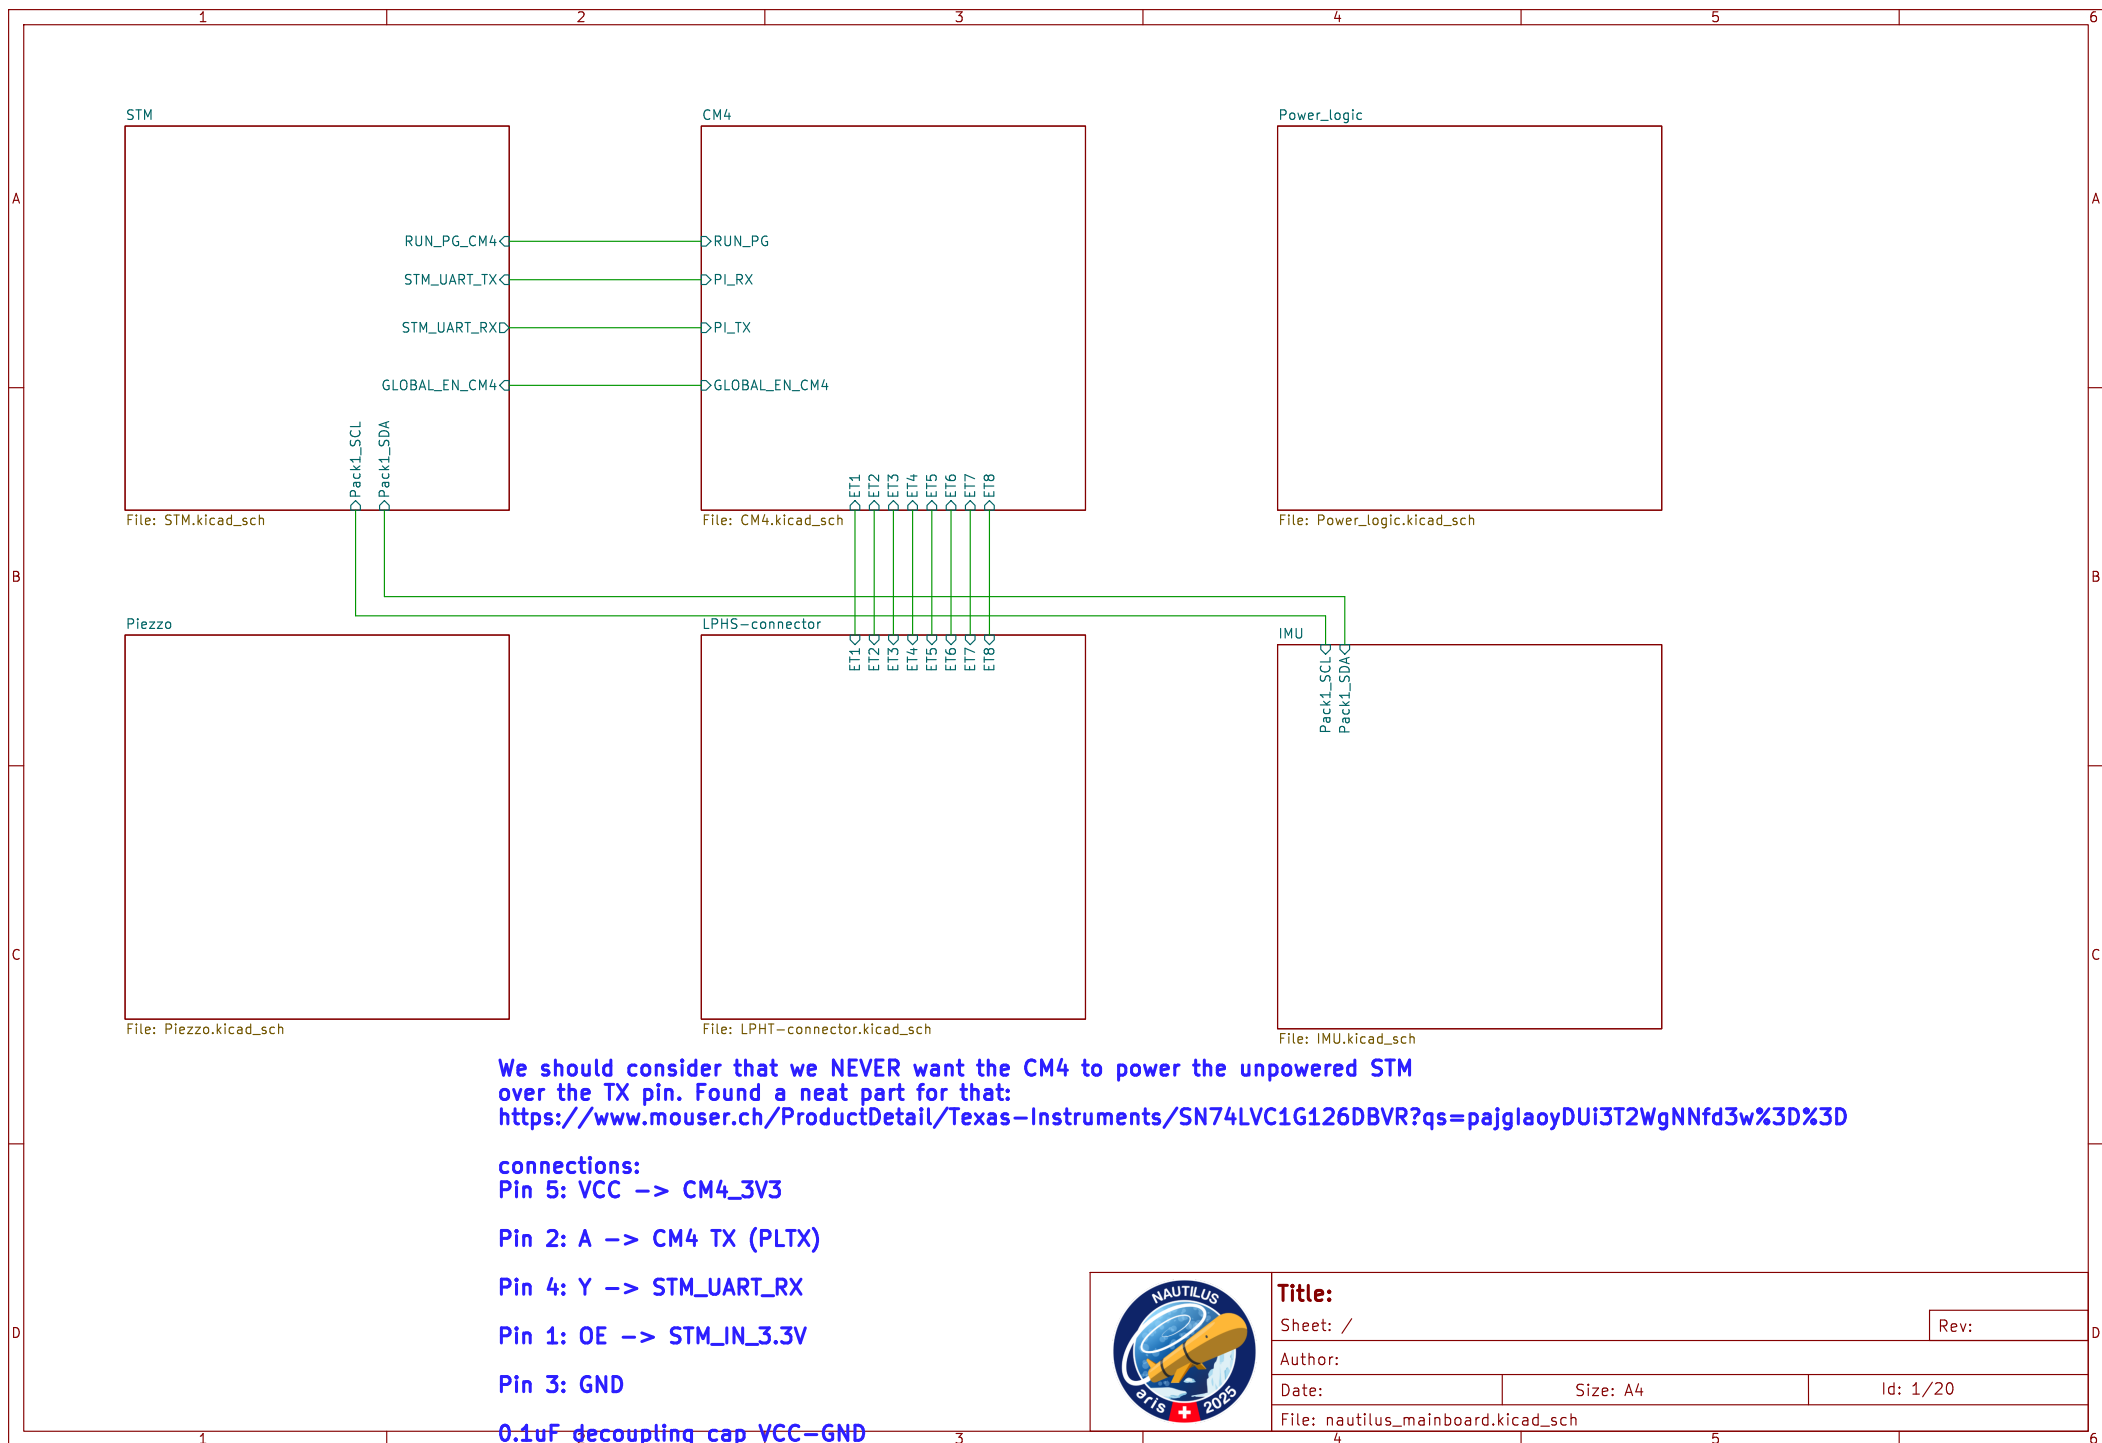 1 2 3 4 5 6
STM
CM4
Power_logic
A A
RUN_PG_CM4 RUN_PG
STM_UART_TX PI_RX
STM_UART_RX PI_TX
GLOBAL_EN_CM4 GLOBAL_EN_CM4
Pack1_SCL
Pack1_SDA
ET1
ET2
ET3
ET4
ET5
ET6
ET7
ET8
File: STM.kicad_sch
File: CM4.kicad_sch
File: Power_logic.kicad_sch
B B
Piezzo
LPHS-connector
IMU
ET1
ET2
ET3
ET4
ET5
ET6
ET7
ET8
Pack1_SCL
Pack1_SDA
C C
File: Piezzo.kicad_sch
File: LPHT-connector.kicad_sch
File: IMU.kicad_sch
We should consider that we NEVER want the CM4 to power the unpowered STM
over the TX pin. Found a neat part for that:
https://www.mouser.ch/ProductDetail/Texas-Instruments/SN74LVC1G126DBVR?qs=pajgIaoyDUi3T2WgNNfd3w%3D%3D
connections:
Pin 5: VCC -> CM4_3V3
Pin 2: A -> CM4 TX (PLTX)
Pin 4: Y -> STM_UART_RX
Pin 1: OE -> STM_IN_3.3V
Pin 3: GND
0.1uF decoupling cap VCC-GND
D D
NAUTILUS
aris 2025
Title:
Sheet: /
Rev:
Author:
Date:
Size: A4
Id: 1/20
File: nautilus_mainboard.kicad_sch
1 2 3 4 5 6